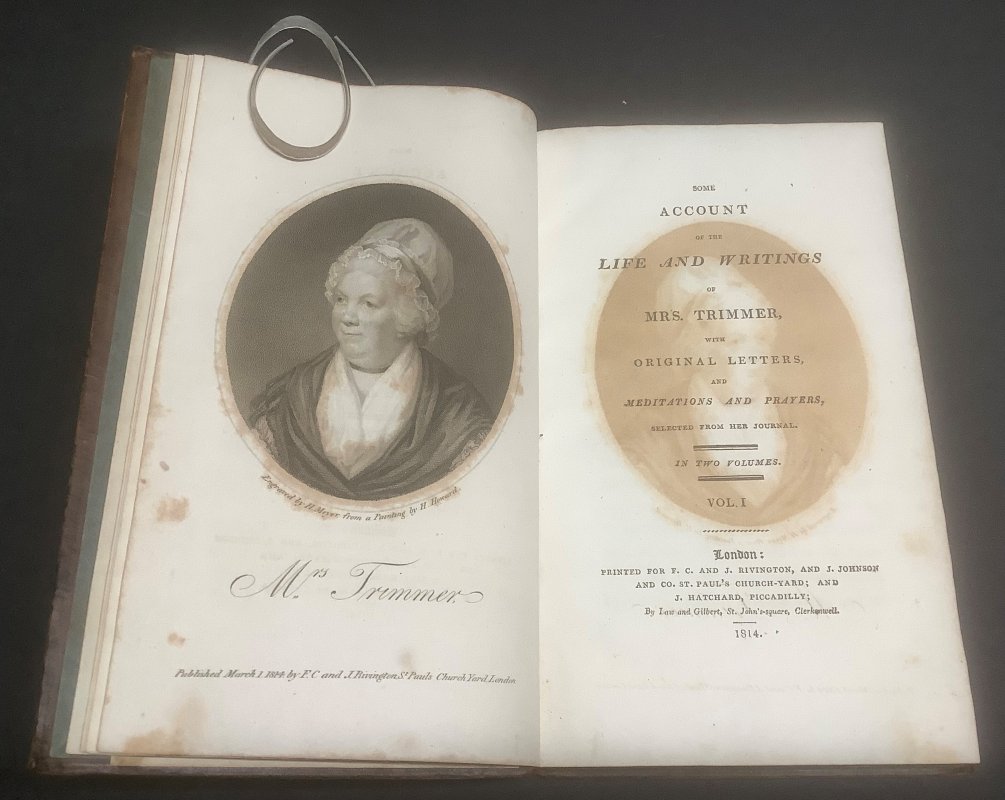 Engraved by H. Meyer, from a Painting by H. Howard.
Mrs Trimmer.
Published March 1. 1814 by F. C and J. Rivington St Pauls Church Yard London
SOME
ACCOUNT
OF THE
LIFE AND WRITINGS
OF
MRS. TRIMMER,
WITH
ORIGINAL LETTERS,
AND
MEDITATIONS AND PRAYERS,
SELECTED FROM HER JOURNAL.
IN TWO VOLUMES.
VOL. I
London:
PRINTED FOR F. C. AND J. RIVINGTON, AND J. JOHNSON
AND CO. ST. PAUL'S CHURCH-YARD; AND
J. HATCHARD, PICCADILLY;
By Law and Gilbert, St. John's-square, Clerkenwell.
1814.